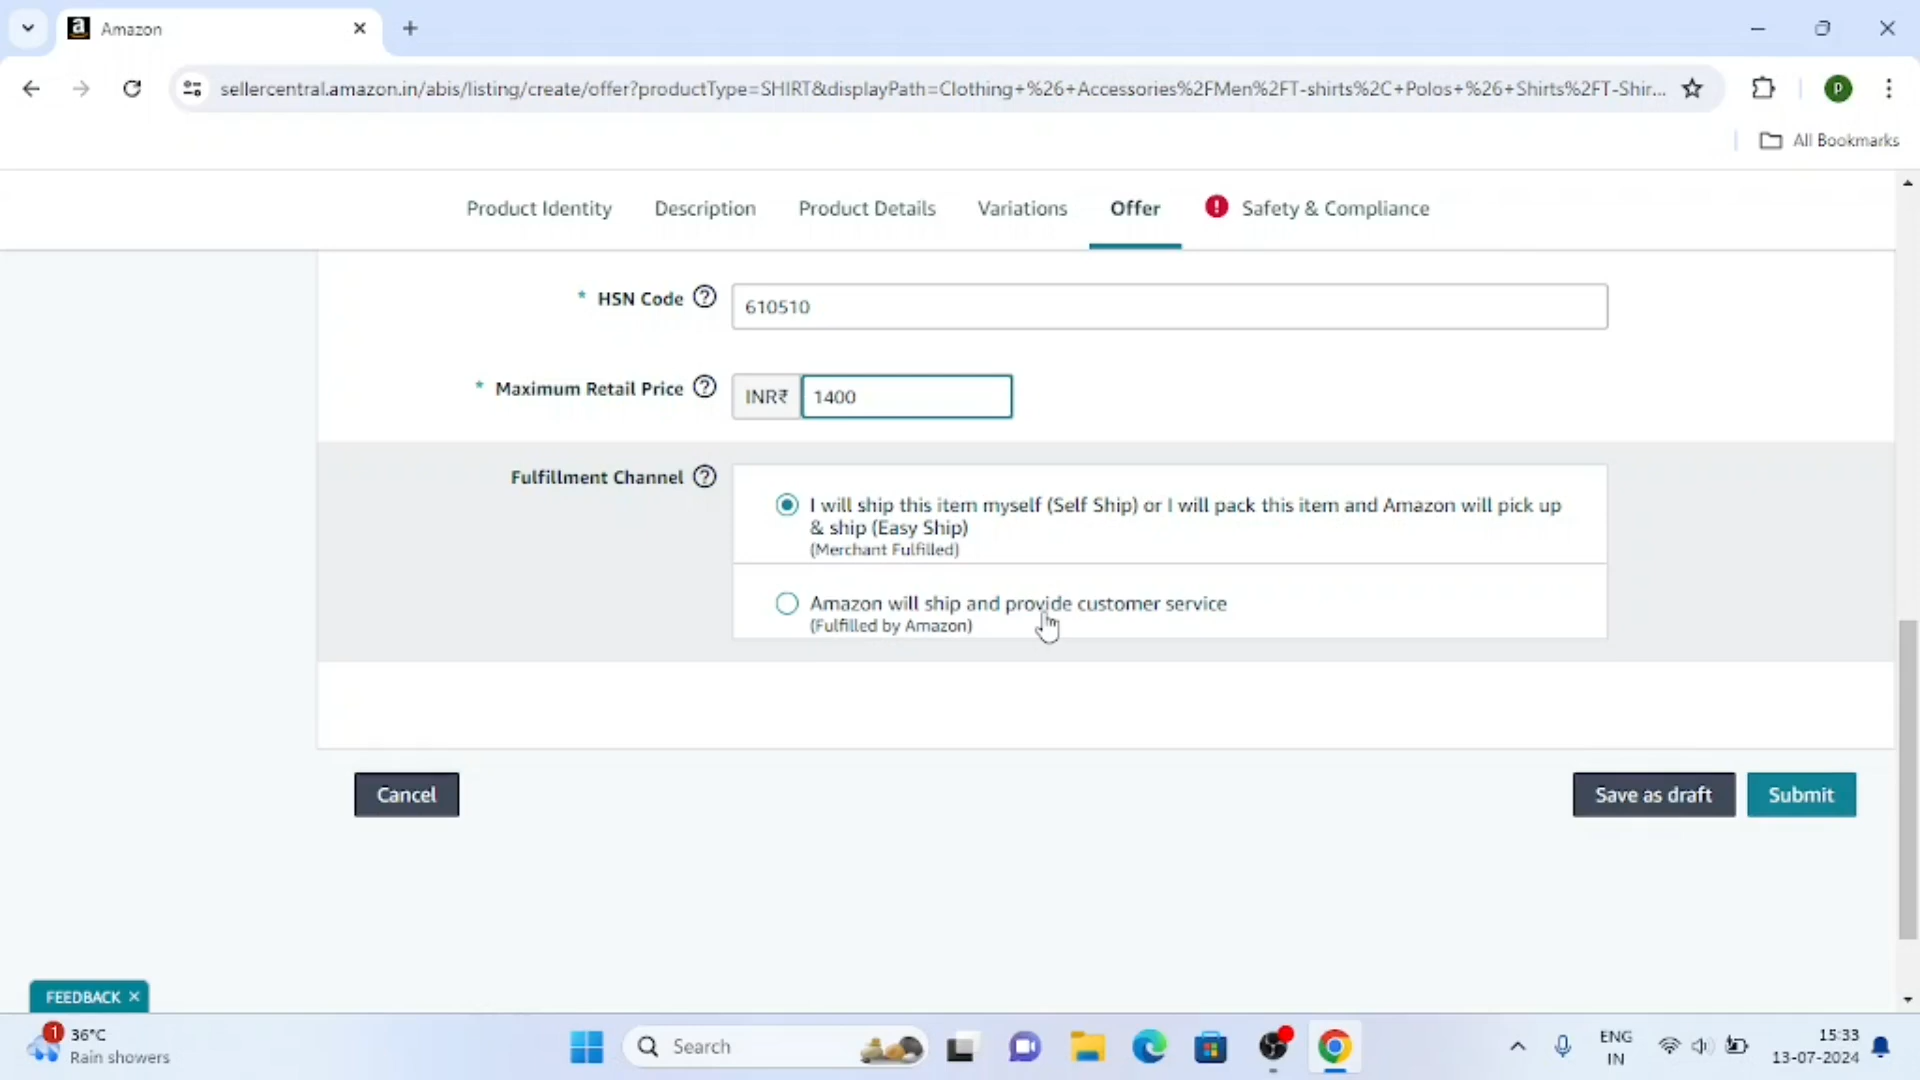 Amazon
sellercentral.amazon.in/abis/listing/create/offer?productType=SHIRT&displayPath=Clothing+%26+Accessories%2FMen%2FT-shirts%2C+Polos+%26+Shirts%2FT-Shir...
P
All Bookmarks
Product Identity Description Product Details Variations Offer ! Safety & Compliance
* HSN Code ? 610510
* Maximum Retail Price ? INR₹ 1400
Fulfillment Channel ?
I will ship this item myself (Self Ship) or I will pack this item and Amazon will pick up
& ship (Easy Ship)
(Merchant Fulfilled)
Amazon will ship and provide customer service
(Fulfilled by Amazon)
Cancel Save as draft Submit
FEEDBACK ×
1 36°C
Rain showers
Search
ENG
IN
15:33
13-07-2024